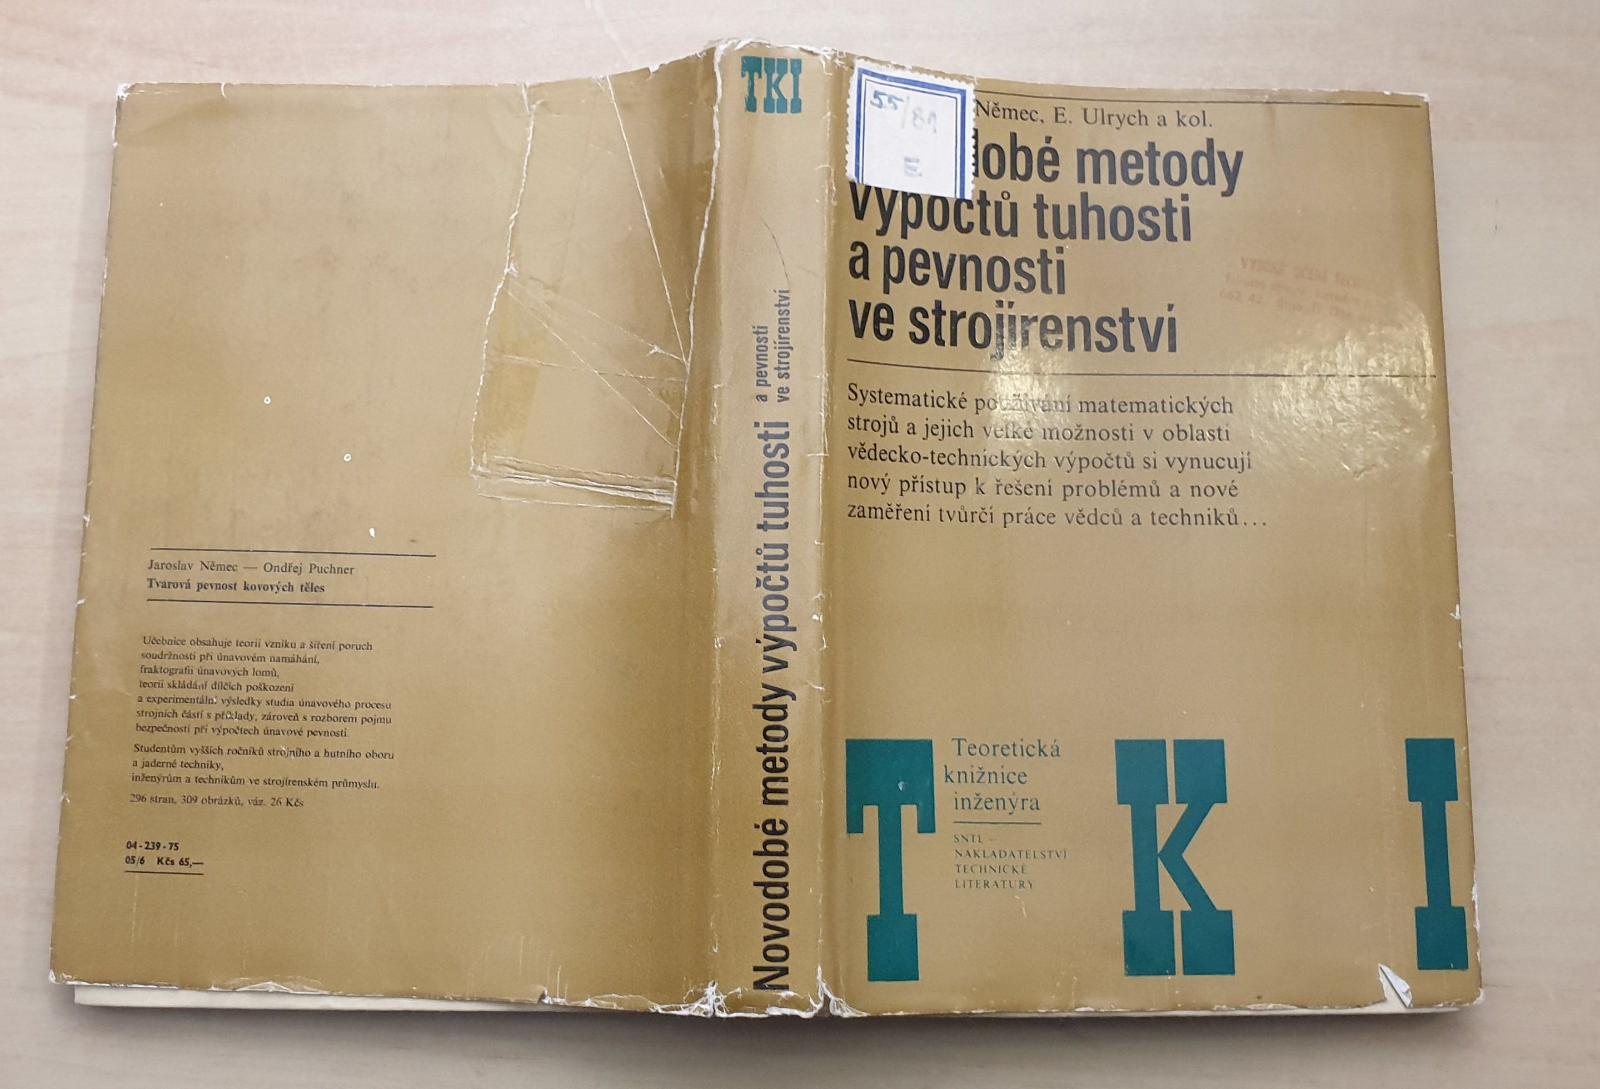 Jaroslav Němec — Ondřej Puchner
Tvarová pevnost kovových těles
Učebnice obsahuje teorii vzniku a šíření poruch
soudržnosti při únavovém namáhání,
fraktografii únavových lomů,
teorii skládání dílčích poškození
a experimentální výsledky studia únavového procesu
strojních částí s příklady, zároveň s rozborem pojmu
bezpečnosti při výpočtech únavové pevnosti.
Studentům vyšších ročníků strojního a hutního oboru
a jaderné techniky,
inženýrům a technikům ve strojírenském průmyslu.
296 stran, 309 obrázků, váz. 26 Kčs
04-239-75
05/6 Kčs 65,—
TKI
Novodobé metody výpočtů tuhosti
a pevnosti
ve strojírenství
55/81
E
Němec, E. Ulrych a kol.
dobé metody
výpočtů tuhosti
a pevnosti
ve strojírenství
Systematické používání matematických
strojů a jejich velké možnosti v oblasti
vědecko-technických výpočtů si vynucují
nový přístup k řešení problémů a nové
zaměření tvůrčí práce vědců a techniků...
TKI
Teoretická
knižnice
inženýra
SNTL –
NAKLADATELSTVÍ
TECHNICKÉ
LITERATURY